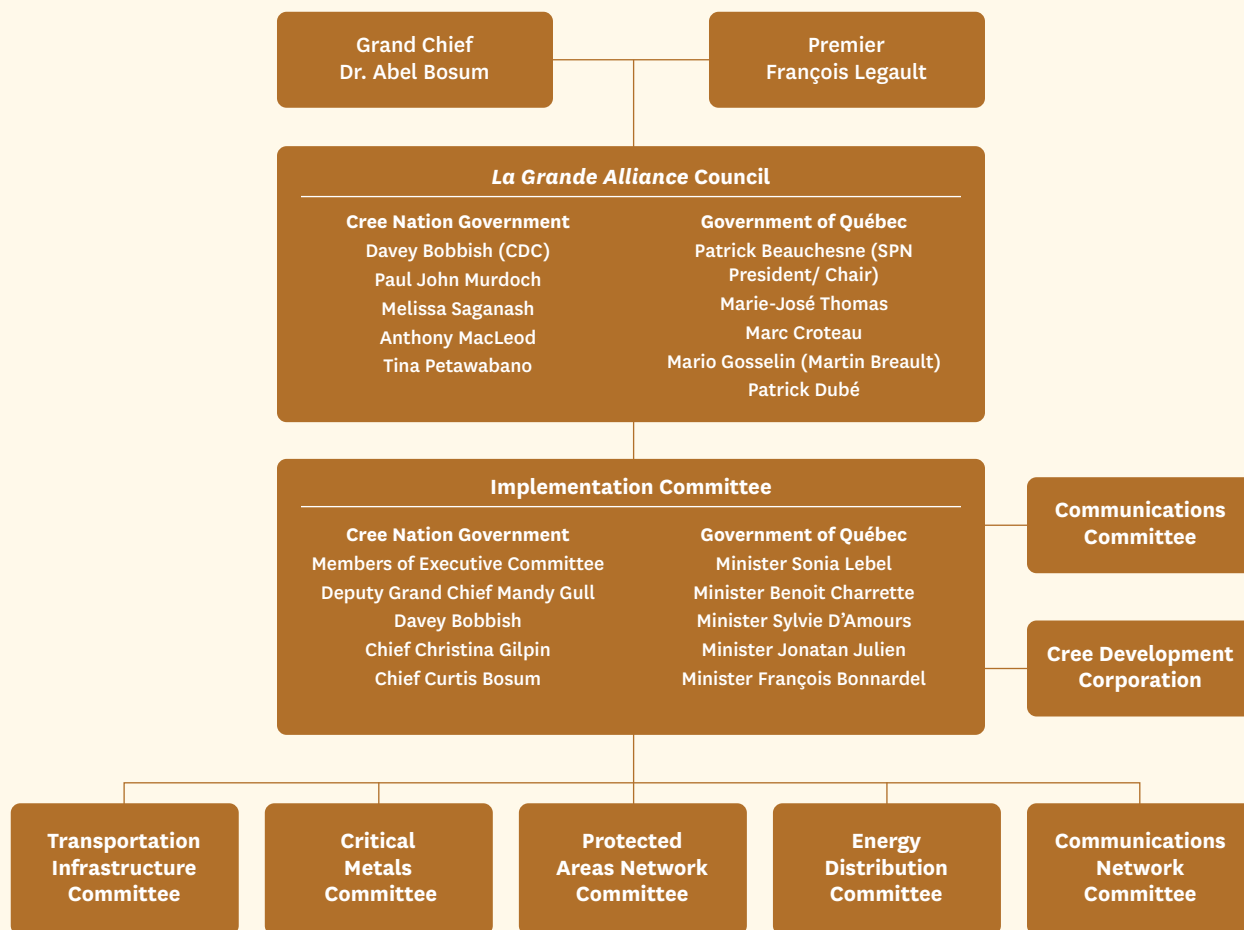 Grand Chief
Dr. Abel Bosum
Premier
François Legault
La Grande Alliance Council
Cree Nation Government
Davey Bobbish (CDC)
Paul John Murdoch
Melissa Saganash
Anthony MacLeod
Tina Petawabano
Government of Québec
Patrick Beauchesne (SPN
President/ Chair)
Marie-José Thomas
Marc Croteau
Mario Gosselin (Martin Breault)
Patrick Dubé
Implementation Committee
Cree Nation Government
Members of Executive Committee
Deputy Grand Chief Mandy Gull
Davey Bobbish
Chief Christina Gilpin
Chief Curtis Bosum
Government of Québec
Minister Sonia Lebel
Minister Benoit Charrette
Minister Sylvie D’Amours
Minister Jonatan Julien
Minister François Bonnardel
Communications
Committee
Cree Development
Corporation
Transportation
Infrastructure
Committee
Critical
Metals
Committee
Protected
Areas Network
Committee
Energy
Distribution
Committee
Communications
Network
Committee